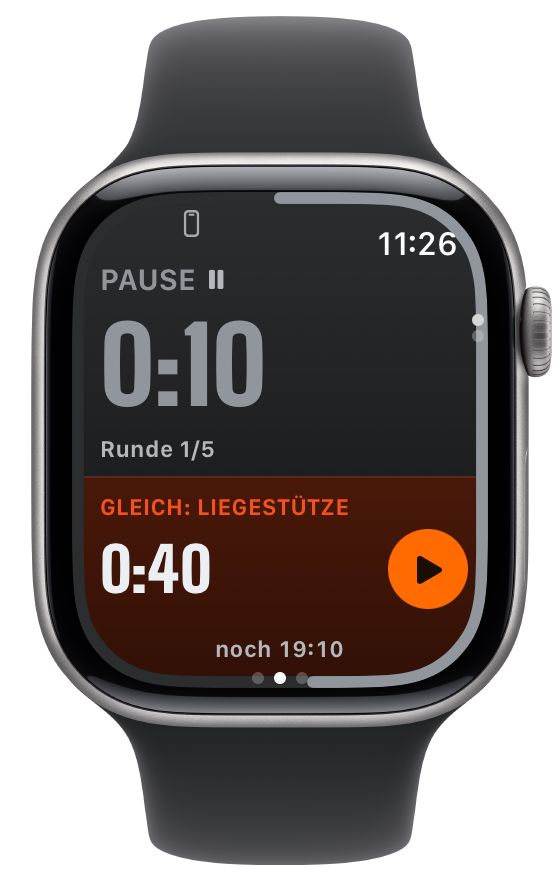 11:26
PAUSE
0:10
Runde 1/5
GLEICH: LIEGESTÜTZE
0:40
noch 19:10